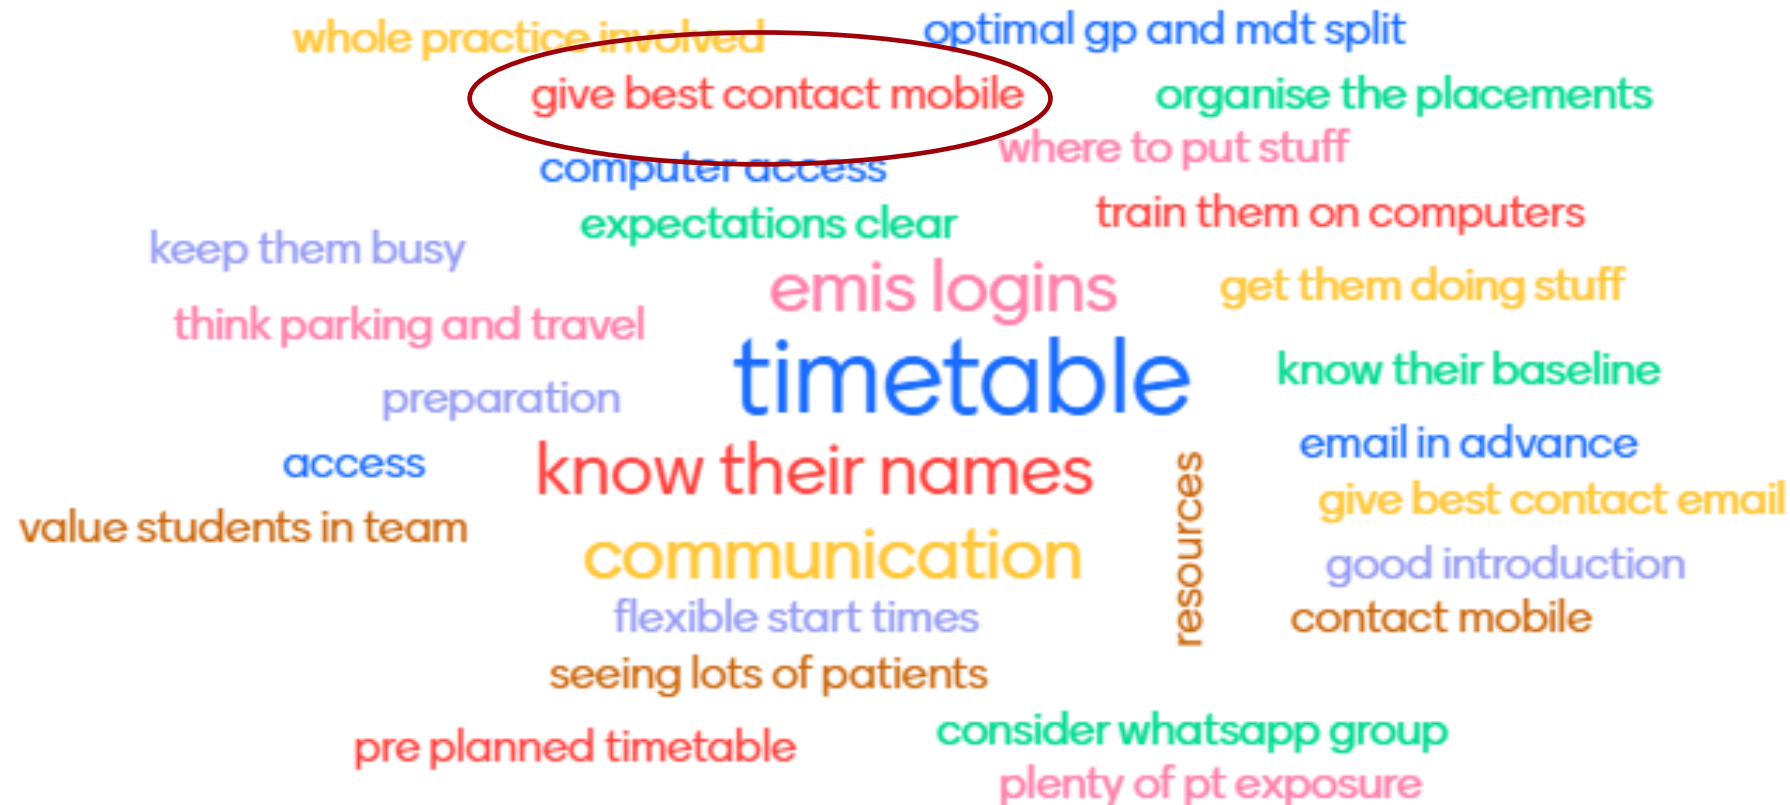 whole practice involved
optimal gp and mdt split
give best contact mobile
organise the placements
where to put stuff
computer access
train them on computers
expectations clear
keep them busy
emis logins
get them doing stuff
think parking and travel
timetable
know their baseline
preparation
email in advance
access
know their names
resources
give best contact email
value students in team
communication
good introduction
flexible start times
contact mobile
seeing lots of patients
consider whatsapp group
pre planned timetable
plenty of pt exposure